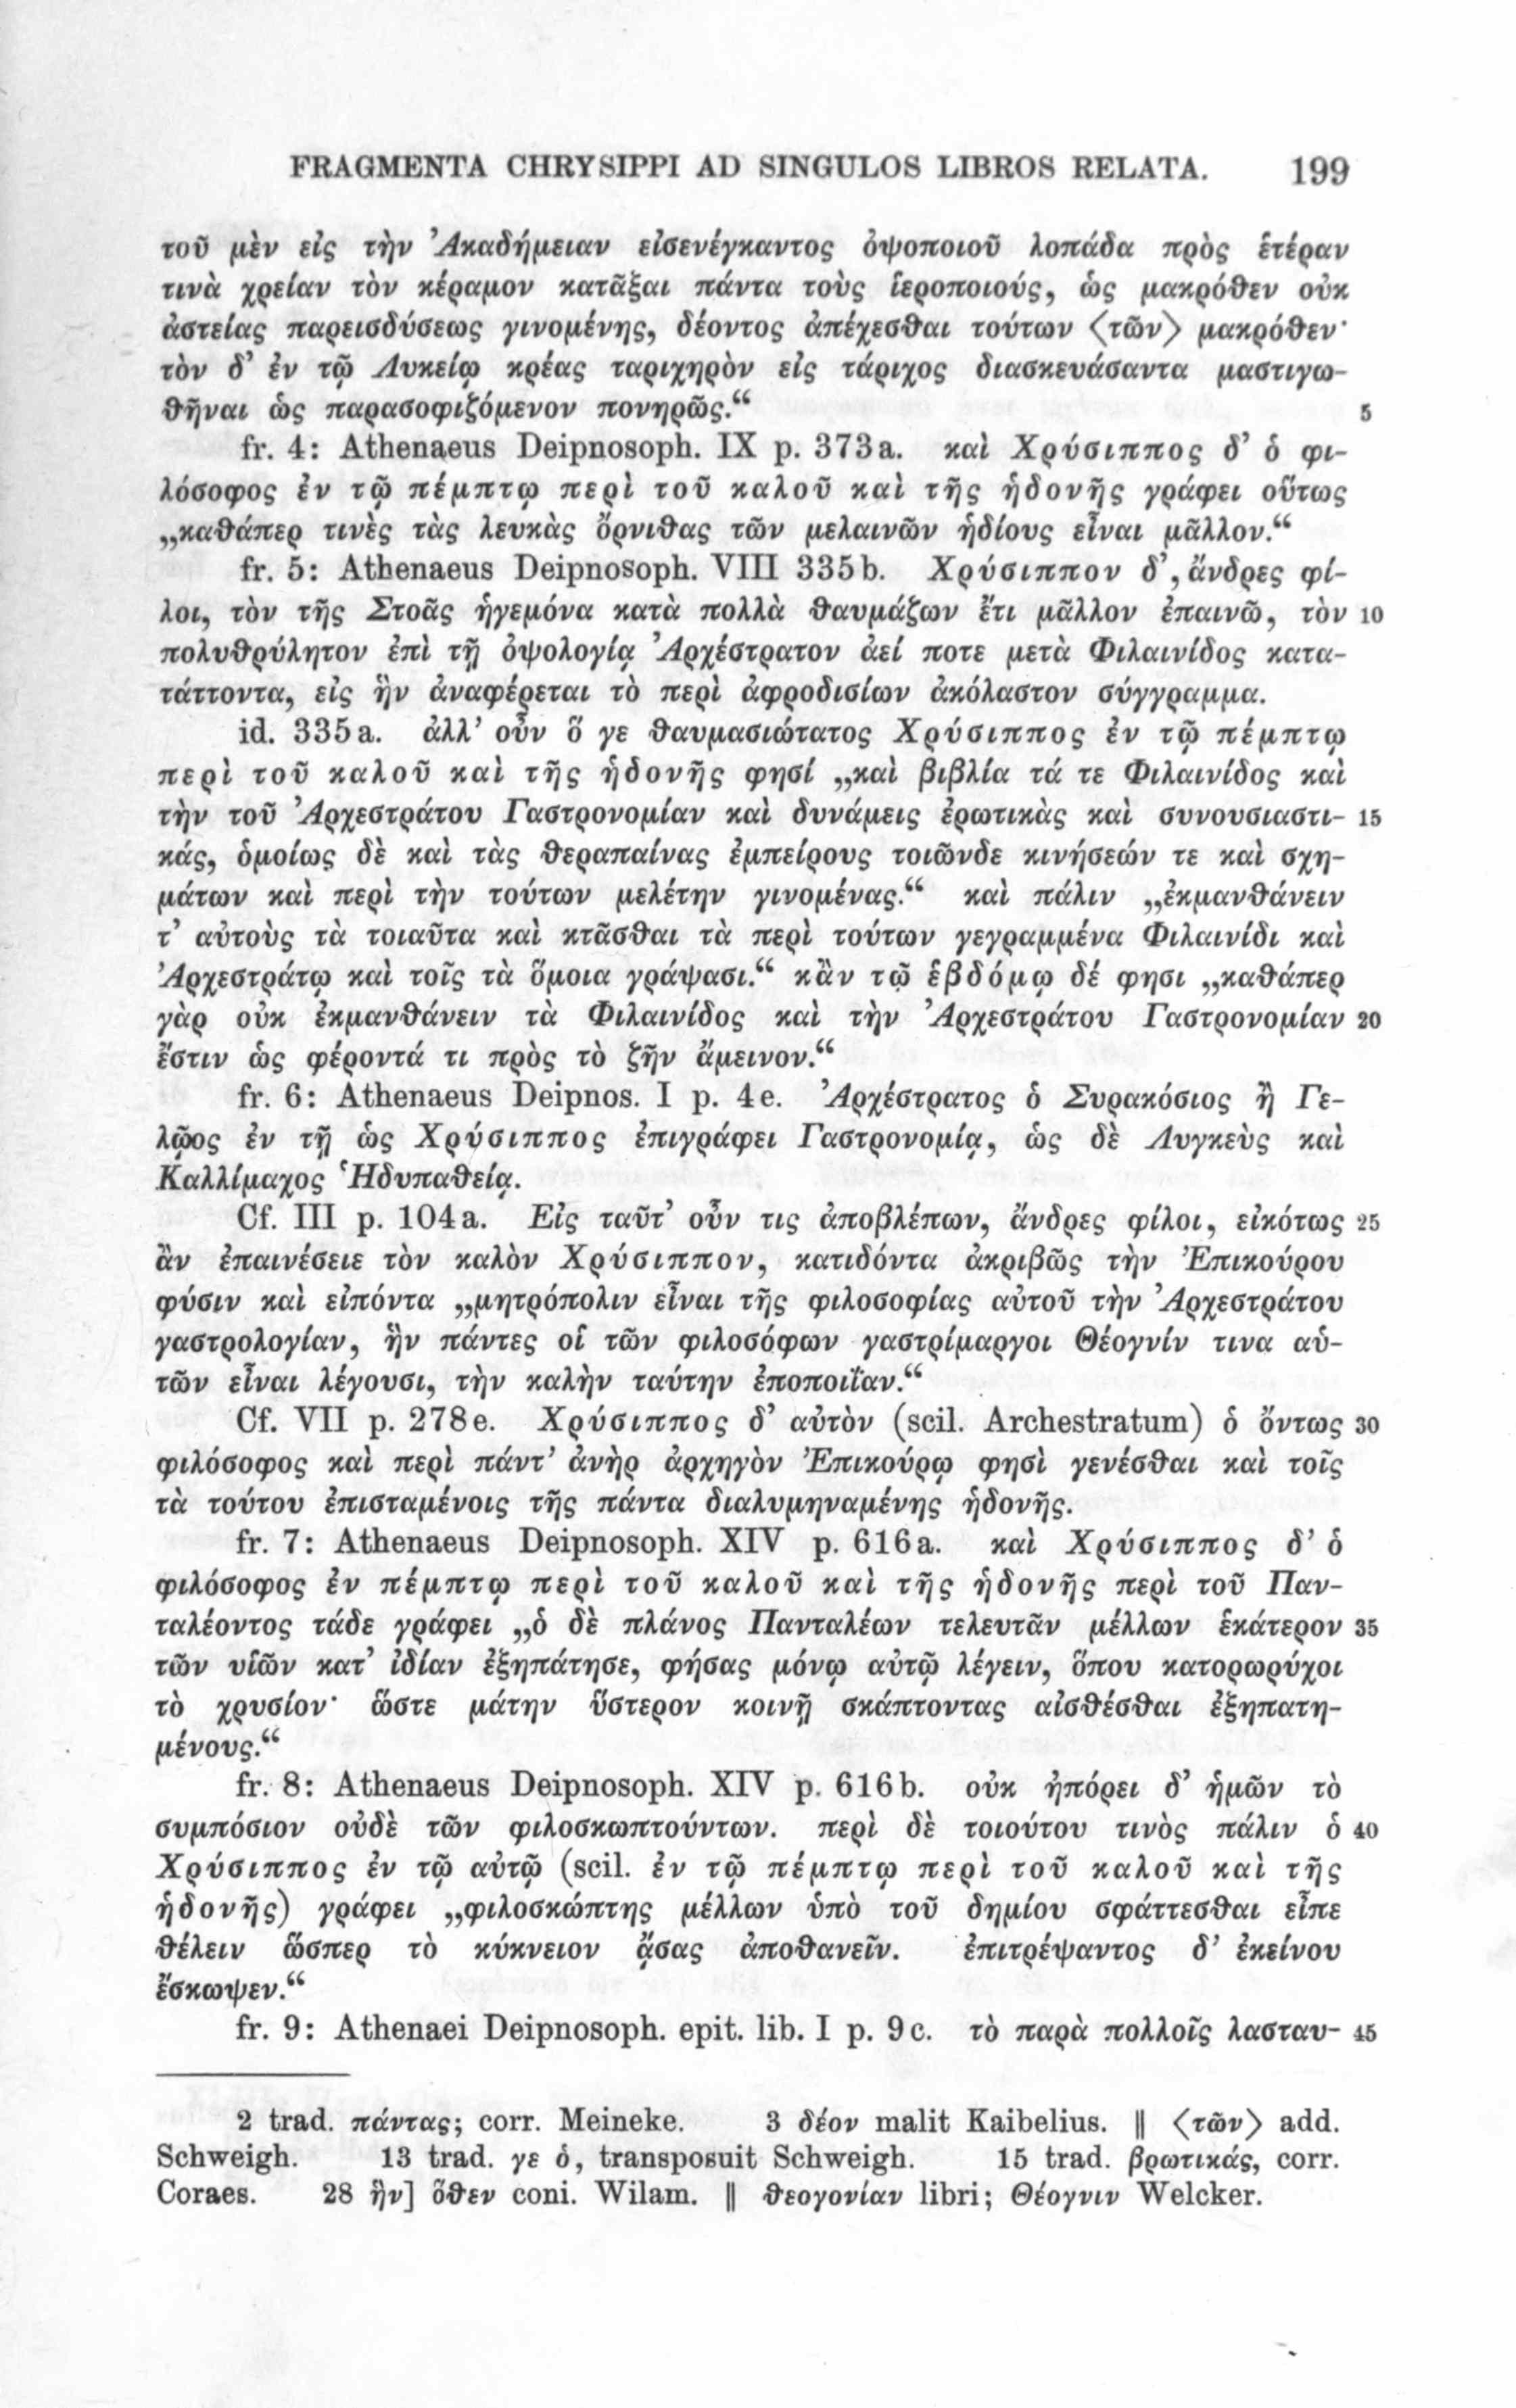 FRAGMENTA CHRYSIPPI AD SINGULOS LIBROS RELATA. 199
τοῦ μὲν εἰς τὴν Ἀκαδήμειαν εἰσενέγκαντος ὀψοποιοῦ λοπάδα πρὸς ἑτέραν
τινὰ χρείαν τὸν κέραμον κατᾶξαι πάντα τοὺς ἱεροποιούς, ὡς μακρόθεν οὐκ
ἀστείας παρεισδύσεως γινομένης, δέοντος ἀπέχεσθαι τούτων <τῶν> μακρόθεν·
τὸν δ’ ἐν τῷ Λυκείῳ κρέας ταριχηρὸν εἰς τάριχος διασκευάσαντα μαστιγω-
θῆναι ὡς παρασοφιζόμενον πονηρῶς.“ 5
fr. 4: Athenaeus Deipnosoph. IX p. 373a. καὶ Χρύσιππος δ’ ὁ φι-
λόσοφος ἐν τῷ πέμπτῳ περὶ τοῦ καλοῦ καὶ τῆς ἡδονῆς γράφει οὕτως
„καθάπερ τινὲς τὰς λευκὰς ὄρνιθας τῶν μελαινῶν ἡδίους εἶναι μᾶλλον.“
fr. 5: Athenaeus Deipnosoph. VIII 335b. Χρύσιππον δ’, ἄνδρες φί-
λοι, τὸν τῆς Στοᾶς ἡγεμόνα κατὰ πολλὰ θαυμάζων ἔτι μᾶλλον ἐπαινῶ, τὸν 10
πολυθρύλητον ἐπὶ τῇ ὀψολογίᾳ Ἀρχέστρατον ἀεί ποτε μετὰ Φιλαινίδος κατα-
τάττοντα, εἰς ἣν ἀναφέρεται τὸ περὶ ἀφροδισίων ἀκόλαστον σύγγραμμα.
id. 335a. ἀλλ’ οὖν ὅ γε θαυμασιώτατος Χρύσιππος ἐν τῷ πέμπτῳ
περὶ τοῦ καλοῦ καὶ τῆς ἡδονῆς φησί „καὶ βιβλία τά τε Φιλαινίδος καὶ
τὴν τοῦ Ἀρχεστράτου Γαστρονομίαν καὶ δυνάμεις ἐρωτικὰς καὶ συνουσιαστι- 15
κάς, ὁμοίως δὲ καὶ τὰς θεραπαίνας ἐμπείρους τοιῶνδε κινήσεών τε καὶ σχη-
μάτων καὶ περὶ τὴν τούτων μελέτην γινομένας.“ καὶ πάλιν „ἐκμανθάνειν
τ’ αὐτοὺς τὰ τοιαῦτα καὶ κτᾶσθαι τὰ περὶ τούτων γεγραμμένα Φιλαινίδι καὶ
Ἀρχεστράτῳ καὶ τοῖς τὰ ὅμοια γράψασι.“ κἂν τῷ ἑβδόμῳ δέ φησι „καθάπερ
γὰρ οὐκ ἐκμανθάνειν τὰ Φιλαινίδος καὶ τὴν Ἀρχεστράτου Γαστρονομίαν 20
ἔστιν ὡς φέροντά τι πρὸς τὸ ζῆν ἄμεινον.“
fr. 6: Athenaeus Deipnos. I p. 4e. Ἀρχέστρατος ὁ Συρακόσιος ἢ Γε-
λῷος ἐν τῇ ὡς Χρύσιππος ἐπιγράφει Γαστρονομίᾳ, ὡς δὲ Λυγκεὺς καὶ
Καλλίμαχος Ἡδυπαθείᾳ.
Cf. III p. 104a. Εἰς ταῦτ’ οὖν τις ἀποβλέπων, ἄνδρες φίλοι, εἰκότως 25
ἂν ἐπαινέσειε τὸν καλὸν Χρύσιππον, κατιδόντα ἀκριβῶς τὴν Ἐπικούρου
φύσιν καὶ εἰπόντα „μητρόπολιν εἶναι τῆς φιλοσοφίας αὐτοῦ τὴν Ἀρχεστράτου
γαστρολογίαν, ἣν πάντες οἱ τῶν φιλοσόφων γαστρίμαργοι Θέογνίν τινα αὑ-
τῶν εἶναι λέγουσι, τὴν καλὴν ταύτην ἐποποιΐαν.“
Cf. VII p. 278e. Χρύσιππος δ’ αὐτὸν (scil. Archestratum) ὁ ὄντως 30
φιλόσοφος καὶ περὶ πάντ’ ἀνὴρ ἀρχηγὸν Ἐπικούρῳ φησὶ γενέσθαι καὶ τοῖς
τὰ τούτου ἐπισταμένοις τῆς πάντα διαλυμηναμένης ἡδονῆς.
fr. 7: Athenaeus Deipnosoph. XIV p. 616a. καὶ Χρύσιππος δ’ ὁ
φιλόσοφος ἐν πέμπτῳ περὶ τοῦ καλοῦ καὶ τῆς ἡδονῆς περὶ τοῦ Παν-
ταλέοντος τάδε γράφει „ὁ δὲ πλάνος Πανταλέων τελευτᾶν μέλλων ἑκάτερον 35
τῶν υἱῶν κατ’ ἰδίαν ἐξηπάτησε, φήσας μόνῳ αὐτῷ λέγειν, ὅπου κατορωρύχοι
τὸ χρυσίον· ὥστε μάτην ὕστερον κοινῇ σκάπτοντας αἰσθέσθαι ἐξηπατη-
μένους.“
fr. 8: Athenaeus Deipnosoph. XIV p. 616b. οὐκ ἠπόρει δ’ ἡμῶν τὸ
συμπόσιον οὐδὲ τῶν φιλοσκωπτούντων. περὶ δὲ τοιούτου τινὸς πάλιν ὁ 40
Χρύσιππος ἐν τῷ αὐτῷ (scil. ἐν τῷ πέμπτῳ περὶ τοῦ καλοῦ καὶ τῆς
ἡδονῆς) γράφει „φιλοσκώπτης μέλλων ὑπὸ τοῦ δημίου σφάττεσθαι εἶπε
θέλειν ὥσπερ τὸ κύκνειον ᾄσας ἀποθανεῖν. ἐπιτρέψαντος δ’ ἐκείνου
ἔσκωψεν.“
fr. 9: Athenaei Deipnosoph. epit. lib. I p. 9c. τὸ παρὰ πολλοῖς λασταυ- 45
2 trad. πάντας; corr. Meineke. 3 δέον malit Kaibelius. || <τῶν> add.
Schweigh. 13 trad. γε ὁ, transposuit Schweigh. 15 trad. βρωτικάς, corr.
Coraes. 28 ἣν] ὅθεν coni. Wilam. || θεογονίαν libri; Θέογνιν Welcker.